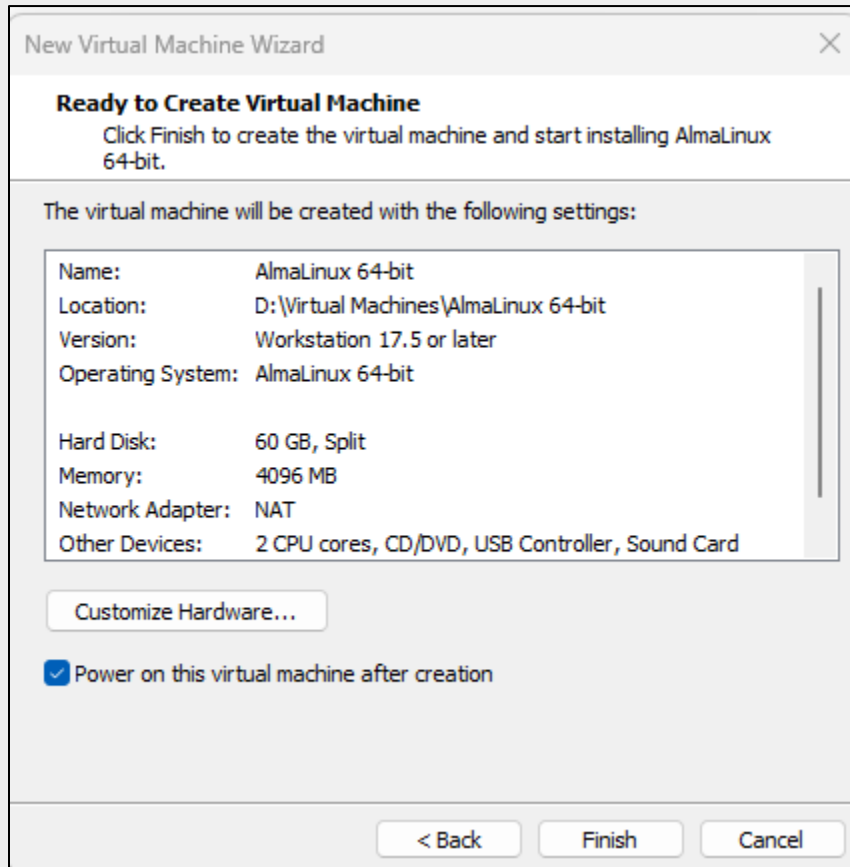 New Virtual Machine Wizard
Ready to Create Virtual Machine
Click Finish to create the virtual machine and start installing AlmaLinux
64-bit.
The virtual machine will be created with the following settings:
Name: AlmaLinux 64-bit
Location: D:\Virtual Machines\AlmaLinux 64-bit
Version: Workstation 17.5 or later
Operating System: AlmaLinux 64-bit
Hard Disk: 60 GB, Split
Memory: 4096 MB
Network Adapter: NAT
Other Devices: 2 CPU cores, CD/DVD, USB Controller, Sound Card
Customize Hardware...
Power on this virtual machine after creation
< Back Finish Cancel